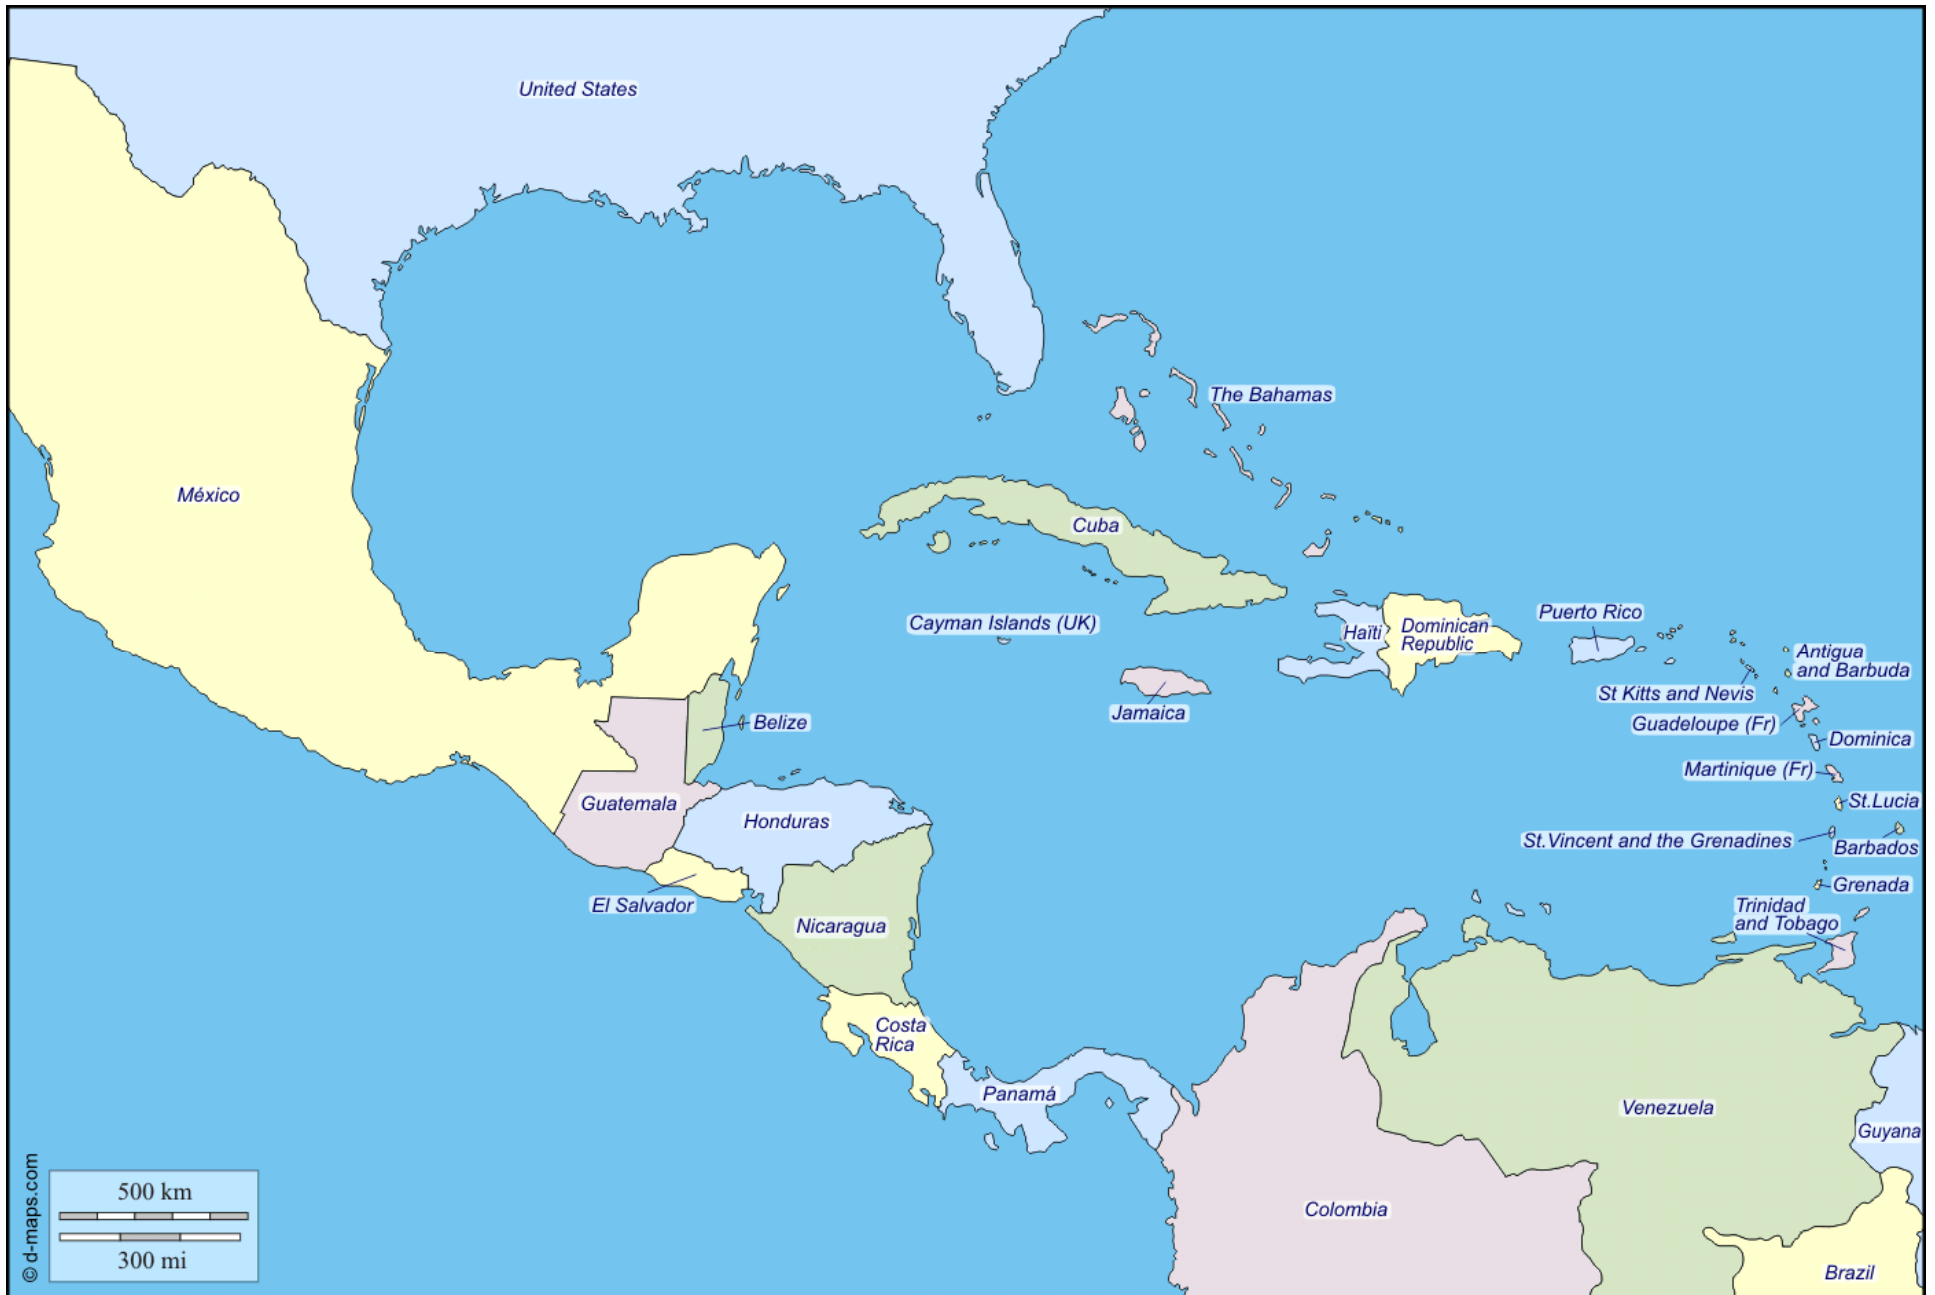 United States
The Bahamas
México
Cuba
Puerto Rico
Cayman Islands (UK)
Haïti
Dominican
Republic
Antigua
and Barbuda
St Kitts and Nevis
Jamaica
Belize
Guadeloupe (Fr)
Dominica
Martinique (Fr)
Guatemala
St.Lucia
Honduras
St.Vincent and the Grenadines
Barbados
Grenada
El Salvador
Trinidad
and Tobago
Nicaragua
Costa
Rica
Panamá
Venezuela
Guyana
Colombia
Brazil
500 km
300 mi
© d-maps.com